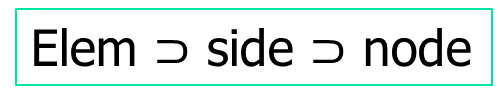 Elem ⊃ side ⊃ node